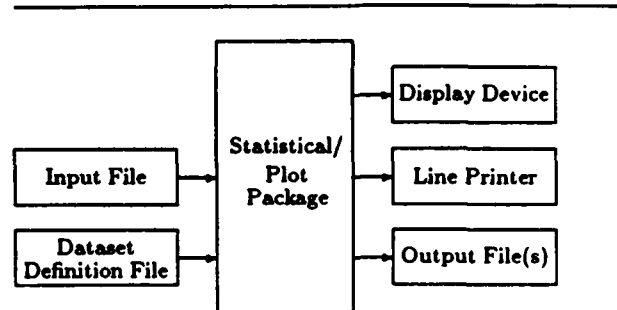 Input File
Dataset
Definition File
Statistical/
Plot
Package
Display Device
Line Printer
Output File(s)